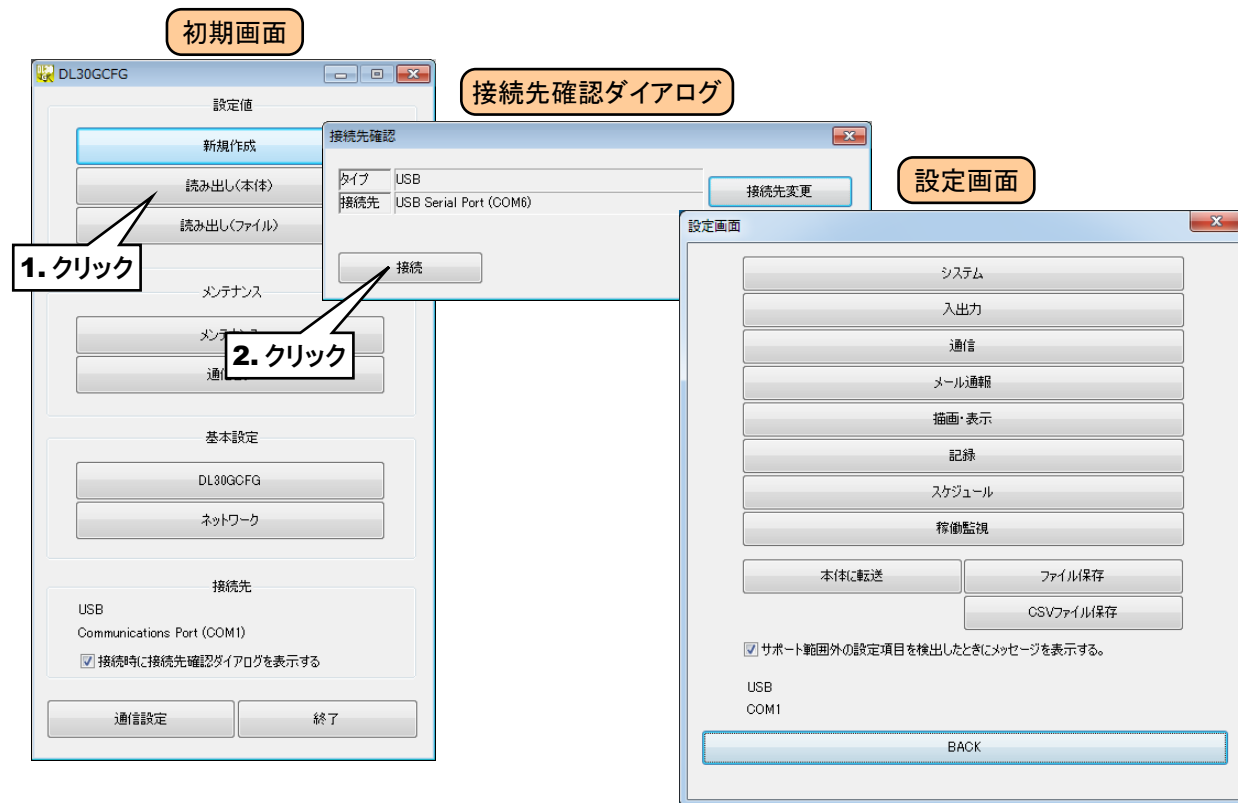 初期画面
DL30GCFG
設定値
新規作成
読み出し(本体)
読み出し(ファイル)
1. クリック
メンテナンス
2. クリック
基本設定
DL30GCFG
ネットワーク
接続先
USB
Communications Port (COM1)
接続時に接続先確認ダイアログを表示する
通信設定
終了
接続先確認ダイアログ
接続先確認
タイプ USB
接続先 USB Serial Port (COM6)
接続先変更
接続
設定画面
設定画面
システム
入出力
通信
メール通報
描画・表示
記録
スケジュール
稼働監視
本体に転送
ファイル保存
CSVファイル保存
サポート範囲外の設定項目を検出したときにメッセージを表示する。
USB
COM1
BACK